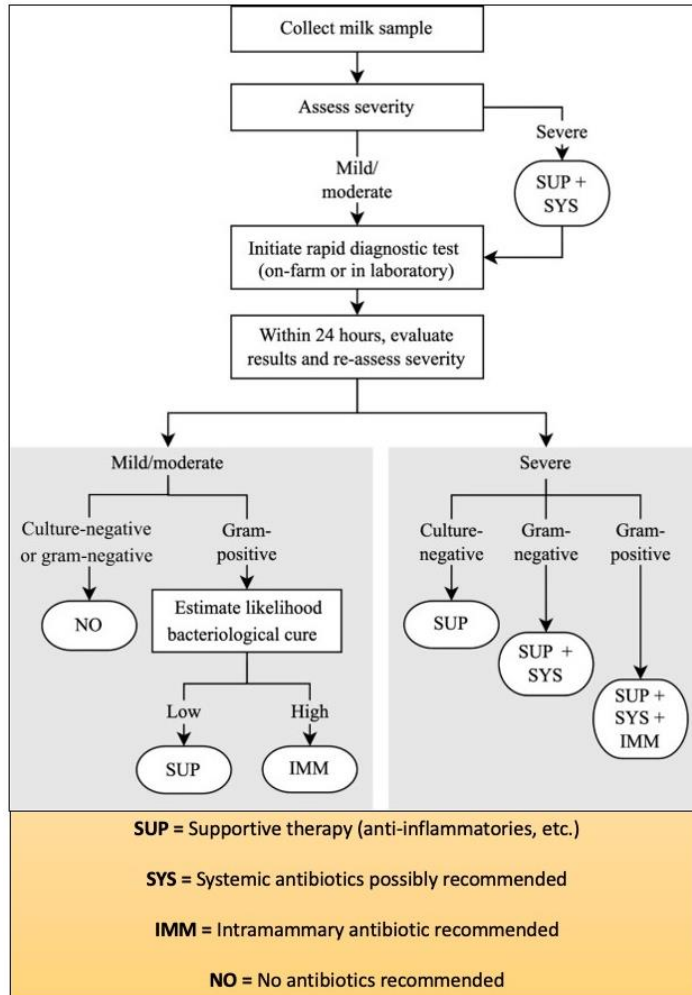 Collect milk sample
Assess severity
Severe
Mild/
moderate
SUP +
SYS
Initiate rapid diagnostic test
(on-farm or in laboratory)
Within 24 hours, evaluate
results and re-assess severity
Mild/moderate
Culture-negative
or gram-negative
Gram-
positive
NO
Estimate likelihood
bacteriological cure
Low
High
SUP
IMM
Severe
Culture-
negative
Gram-
negative
Gram-
positive
SUP
SUP +
SYS
SUP +
SYS +
IMM
SUP = Supportive therapy (anti-inflammatories, etc.)
SYS = Systemic antibiotics possibly recommended
IMM = Intramammary antibiotic recommended
NO = No antibiotics recommended